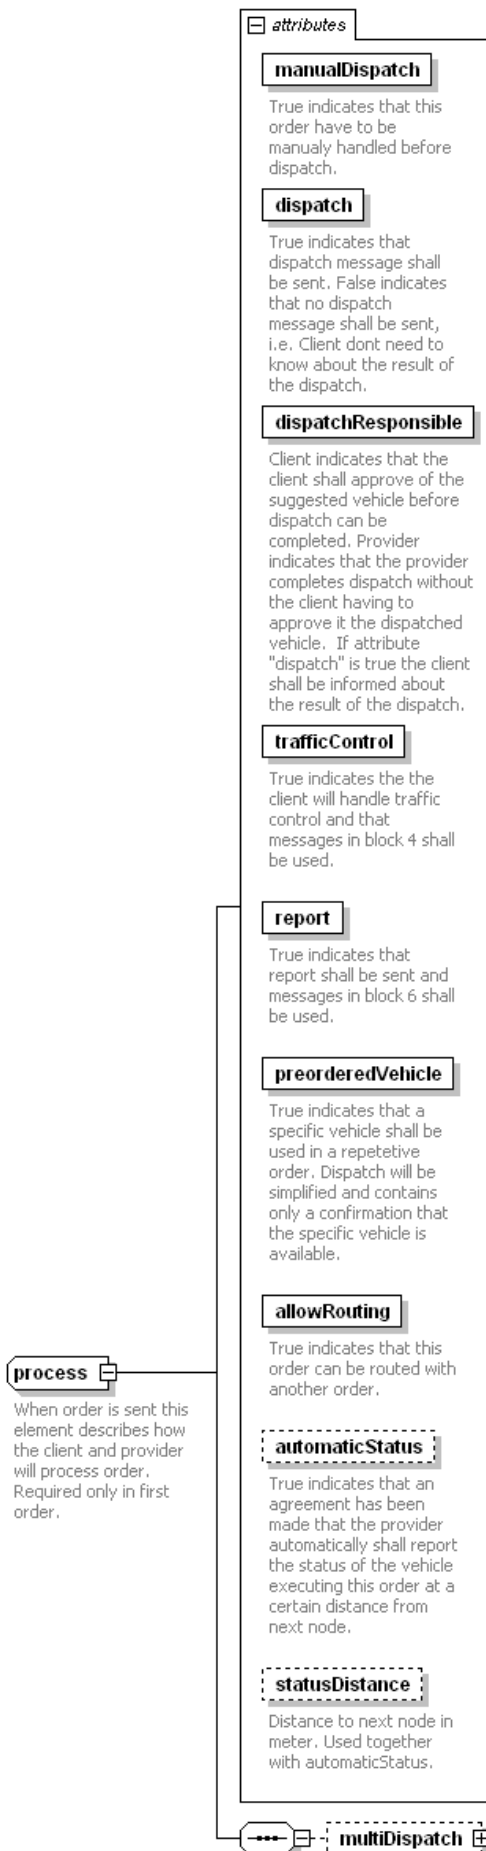 attributes
manualDispatch
True indicates that this
order have to be
manualy handled before
dispatch.
dispatch
True indicates that
dispatch message shall
be sent. False indicates
that no dispatch
message shall be sent,
i.e. Client dont need to
know about the result of
the dispatch.
dispatchResponsible
Client indicates that the
client shall approve of the
suggested vehicle before
dispatch can be
completed. Provider
indicates that the provider
completes dispatch without
the client having to
approve it the dispatched
vehicle.  If attribute
"dispatch" is true the client
shall be informed about
the result of the dispatch.
trafficControl
True indicates the the
client will handle traffic
control and that
messages in block 4 shall
be used.
report
True indicates that
report shall be sent and
messages in block 6 shall
be used.
preorderedVehicle
True indicates that a
specific vehicle shall be
used in a repetetive
order. Dispatch will be
simplified and contains
only a confirmation that
the specific vehicle is
available.
allowRouting
True indicates that this
order can be routed with
another order.
process
When order is sent this
element describes how
the client and provider
will process order.
Required only in first
order.
automaticStatus
True indicates that an
agreement has been
made that the provider
automatically shall report
the status of the vehicle
executing this order at a
certain distance from
next node.
statusDistance
Distance to next node in
meter. Used together
with automaticStatus.
multiDispatch